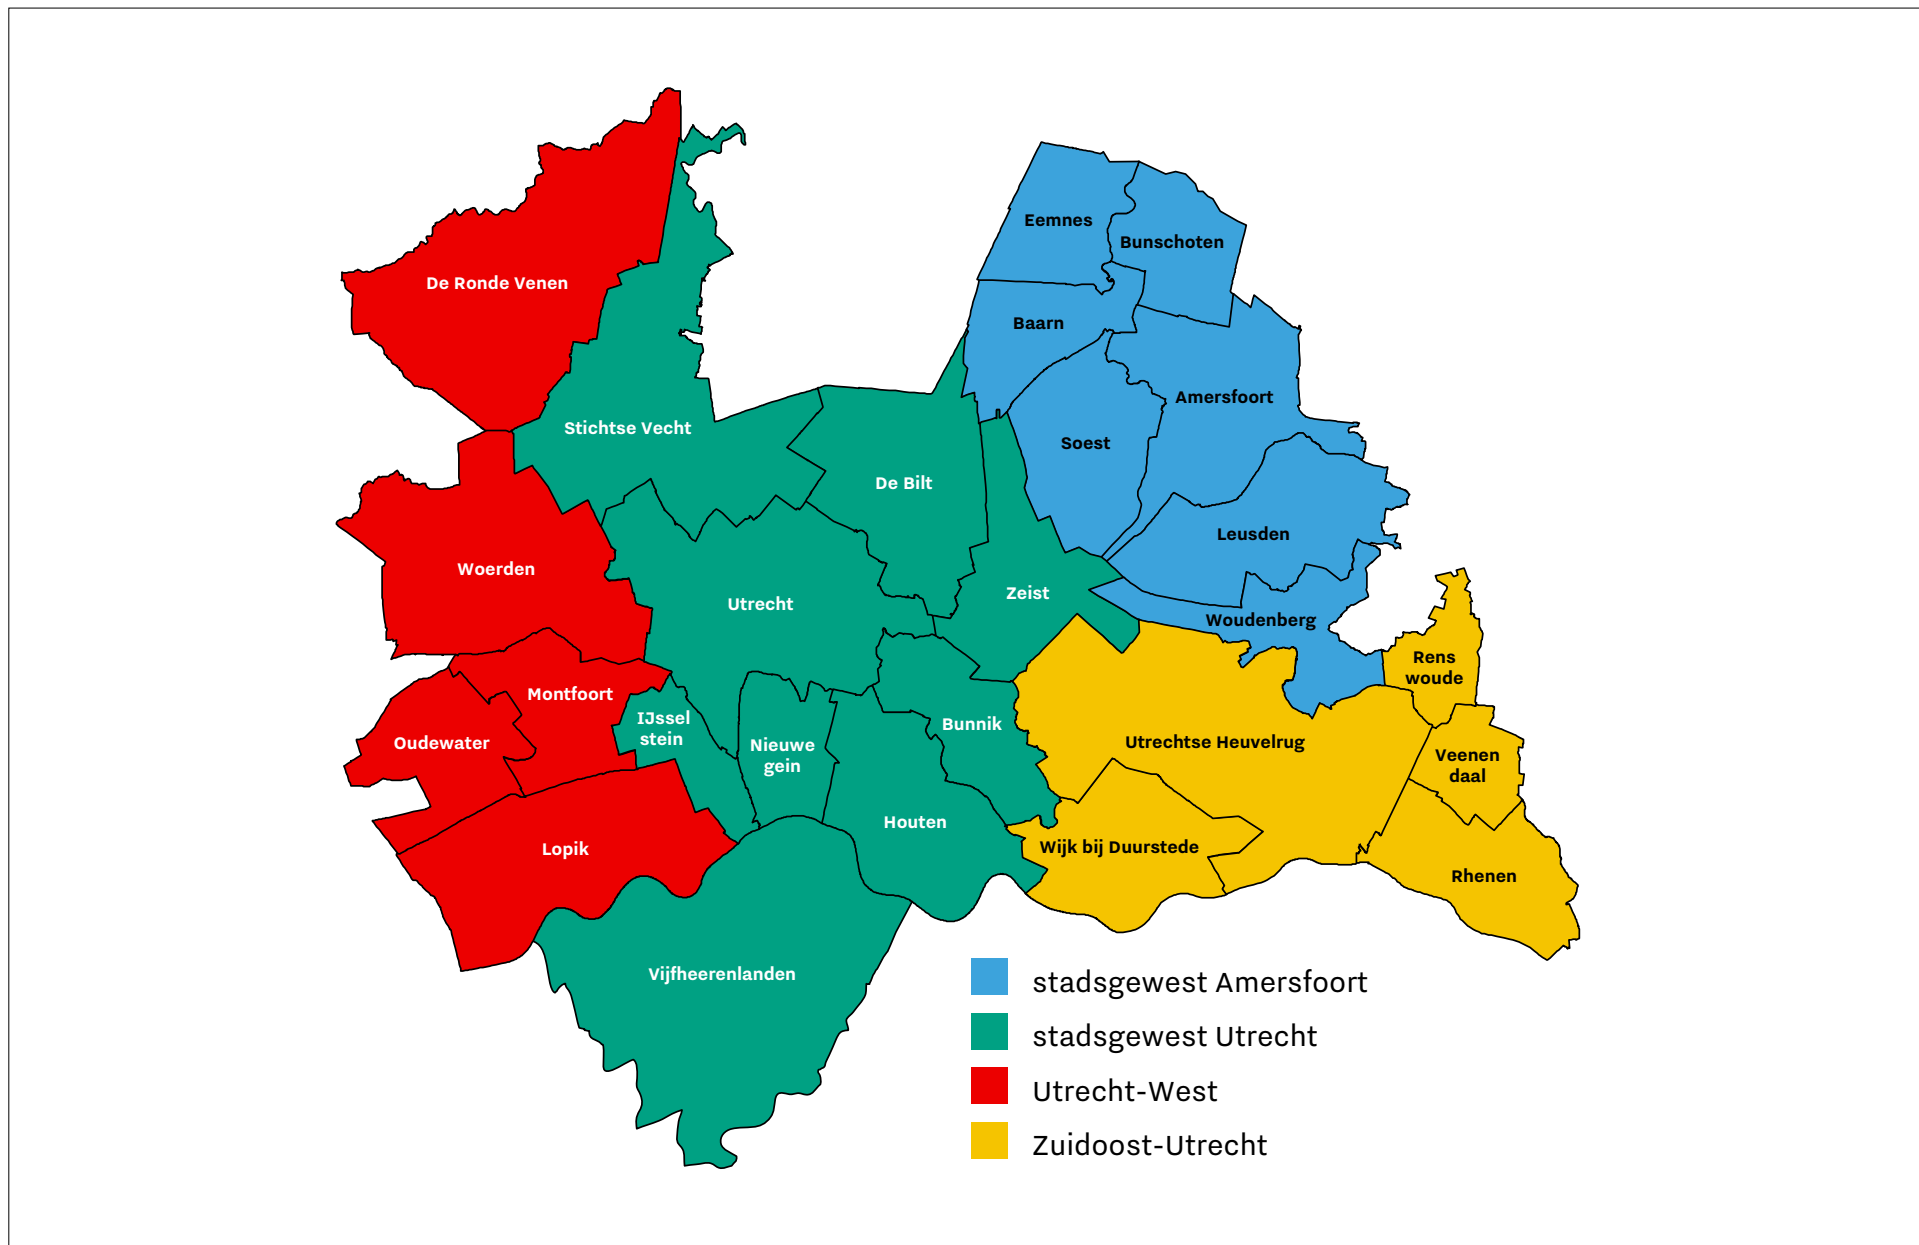 Eemnes
Bunschoten
De Ronde Venen
Baarn
Amersfoort
Stichtse Vecht
Soest
De Bilt
Leusden
Woerden
Zeist
Utrecht
Woudenberg
Rens
woude
Montfoort
IJssel
stein
Bunnik
Oudewater
Nieuwe
gein
Utrechtse Heuvelrug
Veenen
daal
Houten
Wijk bij Duurstede
Lopik
Rhenen
Vijfheerenlanden
stadsgewest Amersfoort
stadsgewest Utrecht
Utrecht-West
Zuidoost-Utrecht